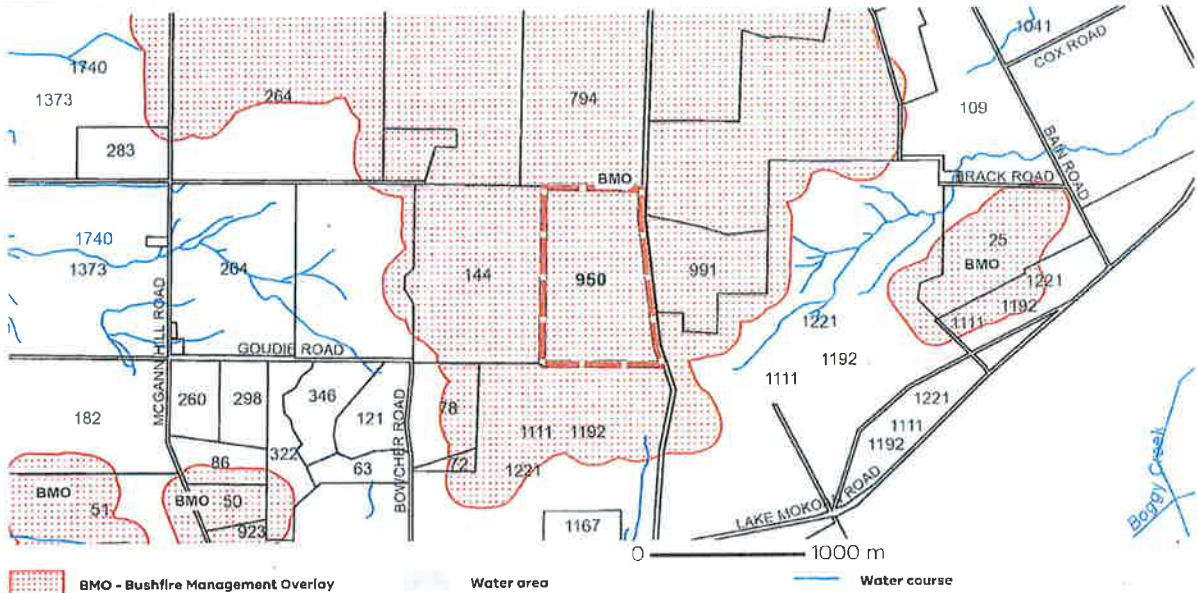 1041
COX ROAD
1740
1373
264
794
109
283
BAIN ROAD
BMO
BRACK ROAD
1740
1373
264
144
950
991
25
BMO
1221
1192
1111
1221
1192
1111
MCGANN HILL ROAD
GOUDIE ROAD
260
298
346
121
BOWCHER ROAD
78
72
1111 1192
1221
182
322
86
63
1221
1111
1192
BMO
51
BMO 50
923
1167
LAKE MOKOAN ROAD
Boggy Creek
0 1000 m
BMO - Bushfire Management Overlay
Water area
Water course